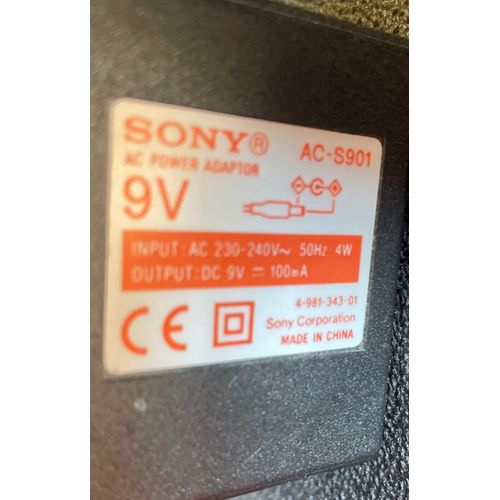 SONY®
AC-S901
AC POWER ADAPTOR
9V
INPUT: AC 230-240V~ 50Hz 4W
OUTPUT: DC 9V ⎓ 100mA
4-981-343-01
CE
Sony Corporation
MADE IN CHINA